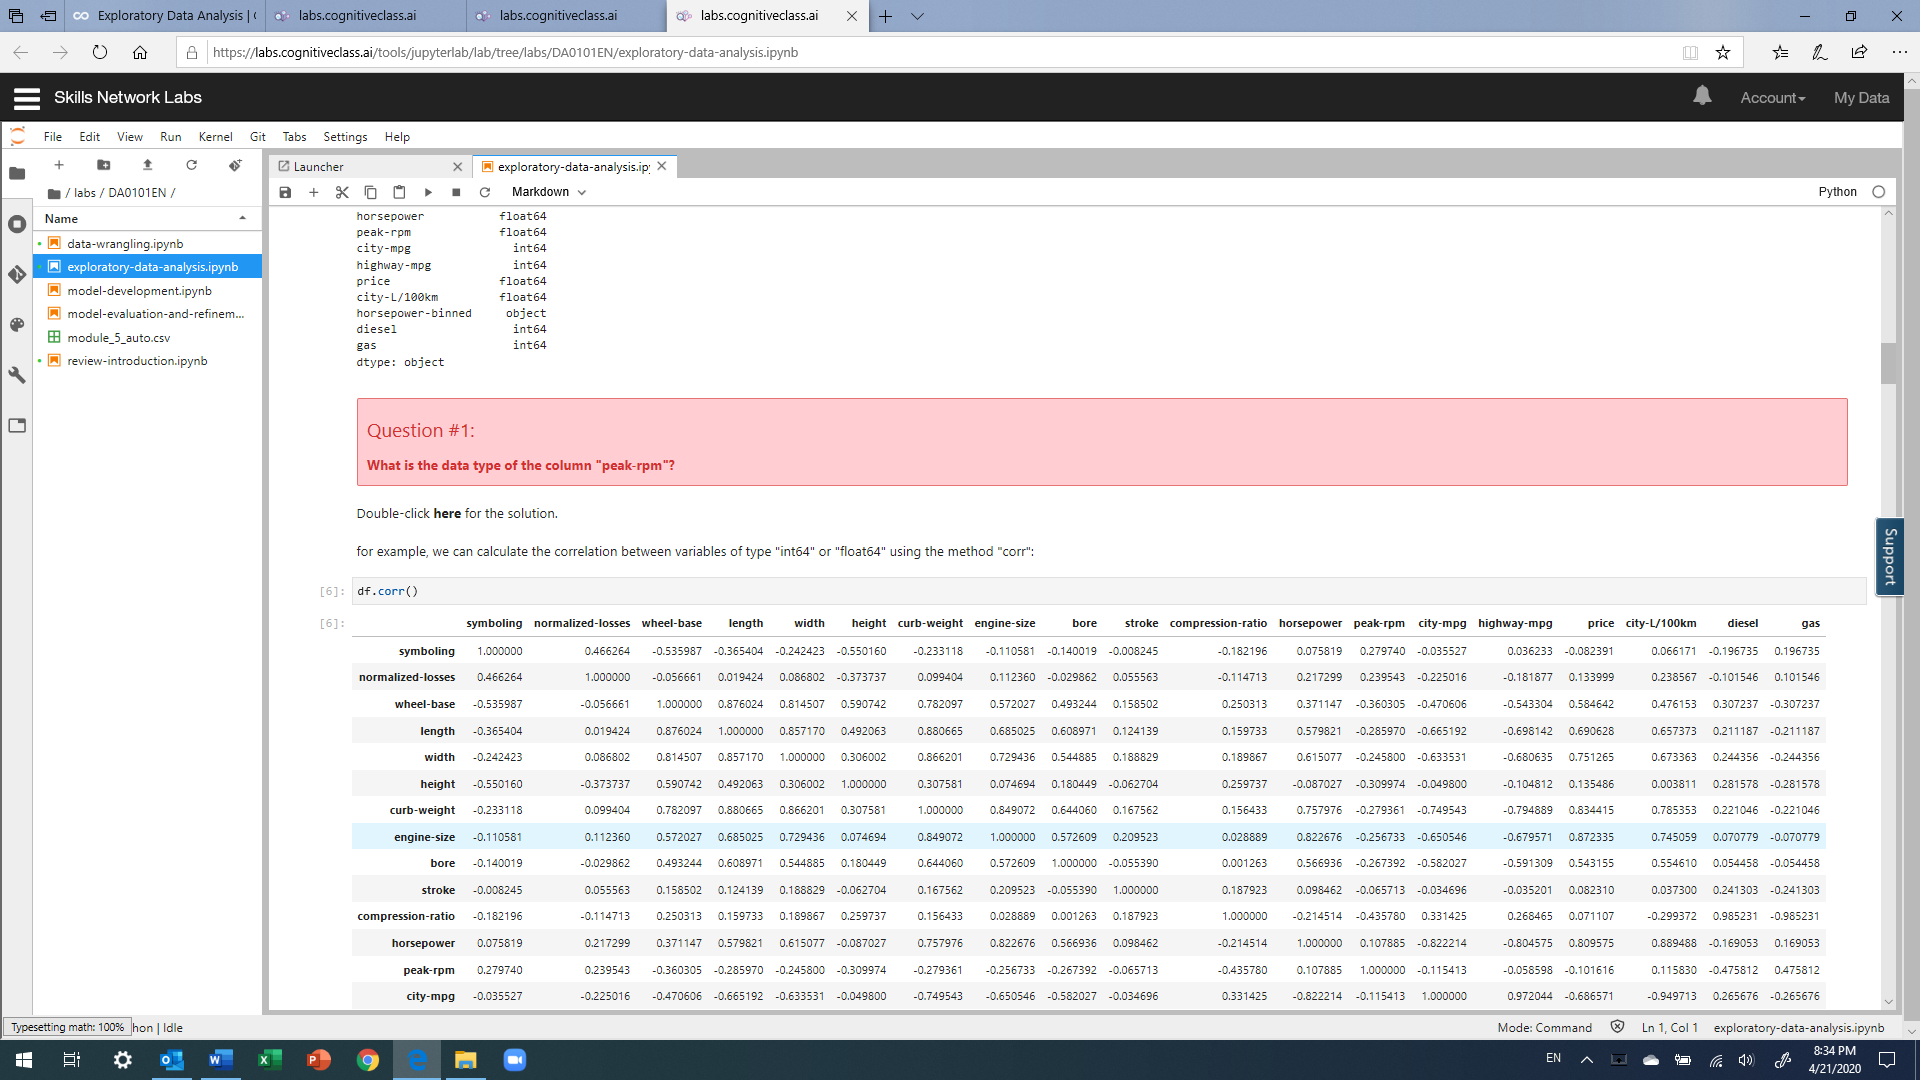 Exploratory Data Analysis | (
labs.cognitiveclass.ai
labs.cognitiveclass.ai
labs.cognitiveclass.ai
https://labs.cognitiveclass.ai/tools/jupyterlab/lab/tree/labs/DA0101EN/exploratory-data-analysis.ipynb
Skills Network Labs
Account
My Data
File Edit View Run Kernel Git Tabs Settings Help
Launcher
exploratory-data-analysis.ip
/ labs / DA0101EN /
Markdown
Python
Name
data-wrangling.ipynb
exploratory-data-analysis.ipynb
model-development.ipynb
model-evaluation-and-refinem...
module_5_auto.csv
review-introduction.ipynb
horsepower float64
peak-rpm float64
city-mpg int64
highway-mpg int64
price float64
city-L/100km float64
horsepower-binned object
diesel int64
gas int64
dtype: object
Question #1:
What is the data type of the column "peak-rpm"?
Double-click here for the solution.
for example, we can calculate the correlation between variables of type "int64" or "float64" using the method "corr":
Support
[6]: df.corr()
[6]: symboling normalized-losses wheel-base length width height curb-weight engine-size bore stroke compression-ratio horsepower peak-rpm city-mpg highway-mpg price city-L/100km diesel gas
symboling 1.000000 0.466264 -0.535987 -0.365404 -0.242423 -0.550160 -0.233118 -0.110581 -0.140019 -0.008245 -0.182196 0.075819 0.279740 -0.035527 0.036233 -0.082391 0.066171 -0.196735 0.196735
normalized-losses 0.466264 1.000000 -0.056661 0.019424 0.086802 -0.373737 0.099404 0.112360 -0.029862 0.055563 -0.114713 0.217299 0.239543 -0.225016 -0.181877 0.133999 0.238567 -0.101546 0.101546
wheel-base -0.535987 -0.056661 1.000000 0.876024 0.814507 0.590742 0.782097 0.572027 0.493244 0.158502 0.250313 0.371147 -0.360305 -0.470606 -0.543304 0.584642 0.476153 0.307237 -0.307237
length -0.365404 0.019424 0.876024 1.000000 0.857170 0.492063 0.880665 0.685025 0.608971 0.124139 0.159733 0.579821 -0.285970 -0.665192 -0.698142 0.690628 0.657373 0.211187 -0.211187
width -0.242423 0.086802 0.814507 0.857170 1.000000 0.306002 0.866201 0.729436 0.544885 0.188829 0.189867 0.615077 -0.245800 -0.633531 -0.680635 0.751265 0.673363 0.244356 -0.244356
height -0.550160 -0.373737 0.590742 0.492063 0.306002 1.000000 0.307581 0.074694 0.180449 -0.062704 0.259737 -0.087027 -0.309974 -0.049800 -0.104812 0.135486 0.003811 0.281578 -0.281578
curb-weight -0.233118 0.099404 0.782097 0.880665 0.866201 0.307581 1.000000 0.849072 0.644060 0.167562 0.156433 0.757976 -0.279361 -0.749543 -0.794889 0.834415 0.785353 0.221046 -0.221046
engine-size -0.110581 0.112360 0.572027 0.685025 0.729436 0.074694 0.849072 1.000000 0.572609 0.209523 0.028889 0.822676 -0.256733 -0.650546 -0.679571 0.872335 0.745059 0.070779 -0.070779
bore -0.140019 -0.029862 0.493244 0.608971 0.544885 0.180449 0.644060 0.572609 1.000000 -0.055390 0.001263 0.566936 -0.267392 -0.582027 -0.591309 0.543155 0.554610 0.054458 -0.054458
stroke -0.008245 0.055563 0.158502 0.124139 0.188829 -0.062704 0.167562 0.209523 -0.055390 1.000000 0.187923 0.098462 -0.065713 -0.034696 -0.035201 0.082310 0.037300 0.241303 -0.241303
compression-ratio -0.182196 -0.114713 0.250313 0.159733 0.189867 0.259737 0.156433 0.028889 0.001263 0.187923 1.000000 -0.214514 -0.435780 0.331425 0.268465 0.071107 -0.299372 0.985231 -0.985231
horsepower 0.075819 0.217299 0.371147 0.579821 0.615077 -0.087027 0.757976 0.822676 0.566936 0.098462 -0.214514 1.000000 0.107885 -0.822214 -0.804575 0.809575 0.889488 -0.169053 0.169053
peak-rpm 0.279740 0.239543 -0.360305 -0.285970 -0.245800 -0.309974 -0.279361 -0.256733 -0.267392 -0.065713 -0.435780 0.107885 1.000000 -0.115413 -0.058598 -0.101616 0.115830 -0.475812 0.475812
city-mpg -0.035527 -0.225016 -0.470606 -0.665192 -0.633531 -0.049800 -0.749543 -0.650546 -0.582027 -0.034696 0.331425 -0.822214 -0.115413 1.000000 0.972044 -0.686571 -0.949713 0.265676 -0.265676
Typesetting math: 100% hon | Idle
Mode: Command
Ln 1, Col 1
exploratory-data-analysis.ipynb
EN
8:34 PM
4/21/2020